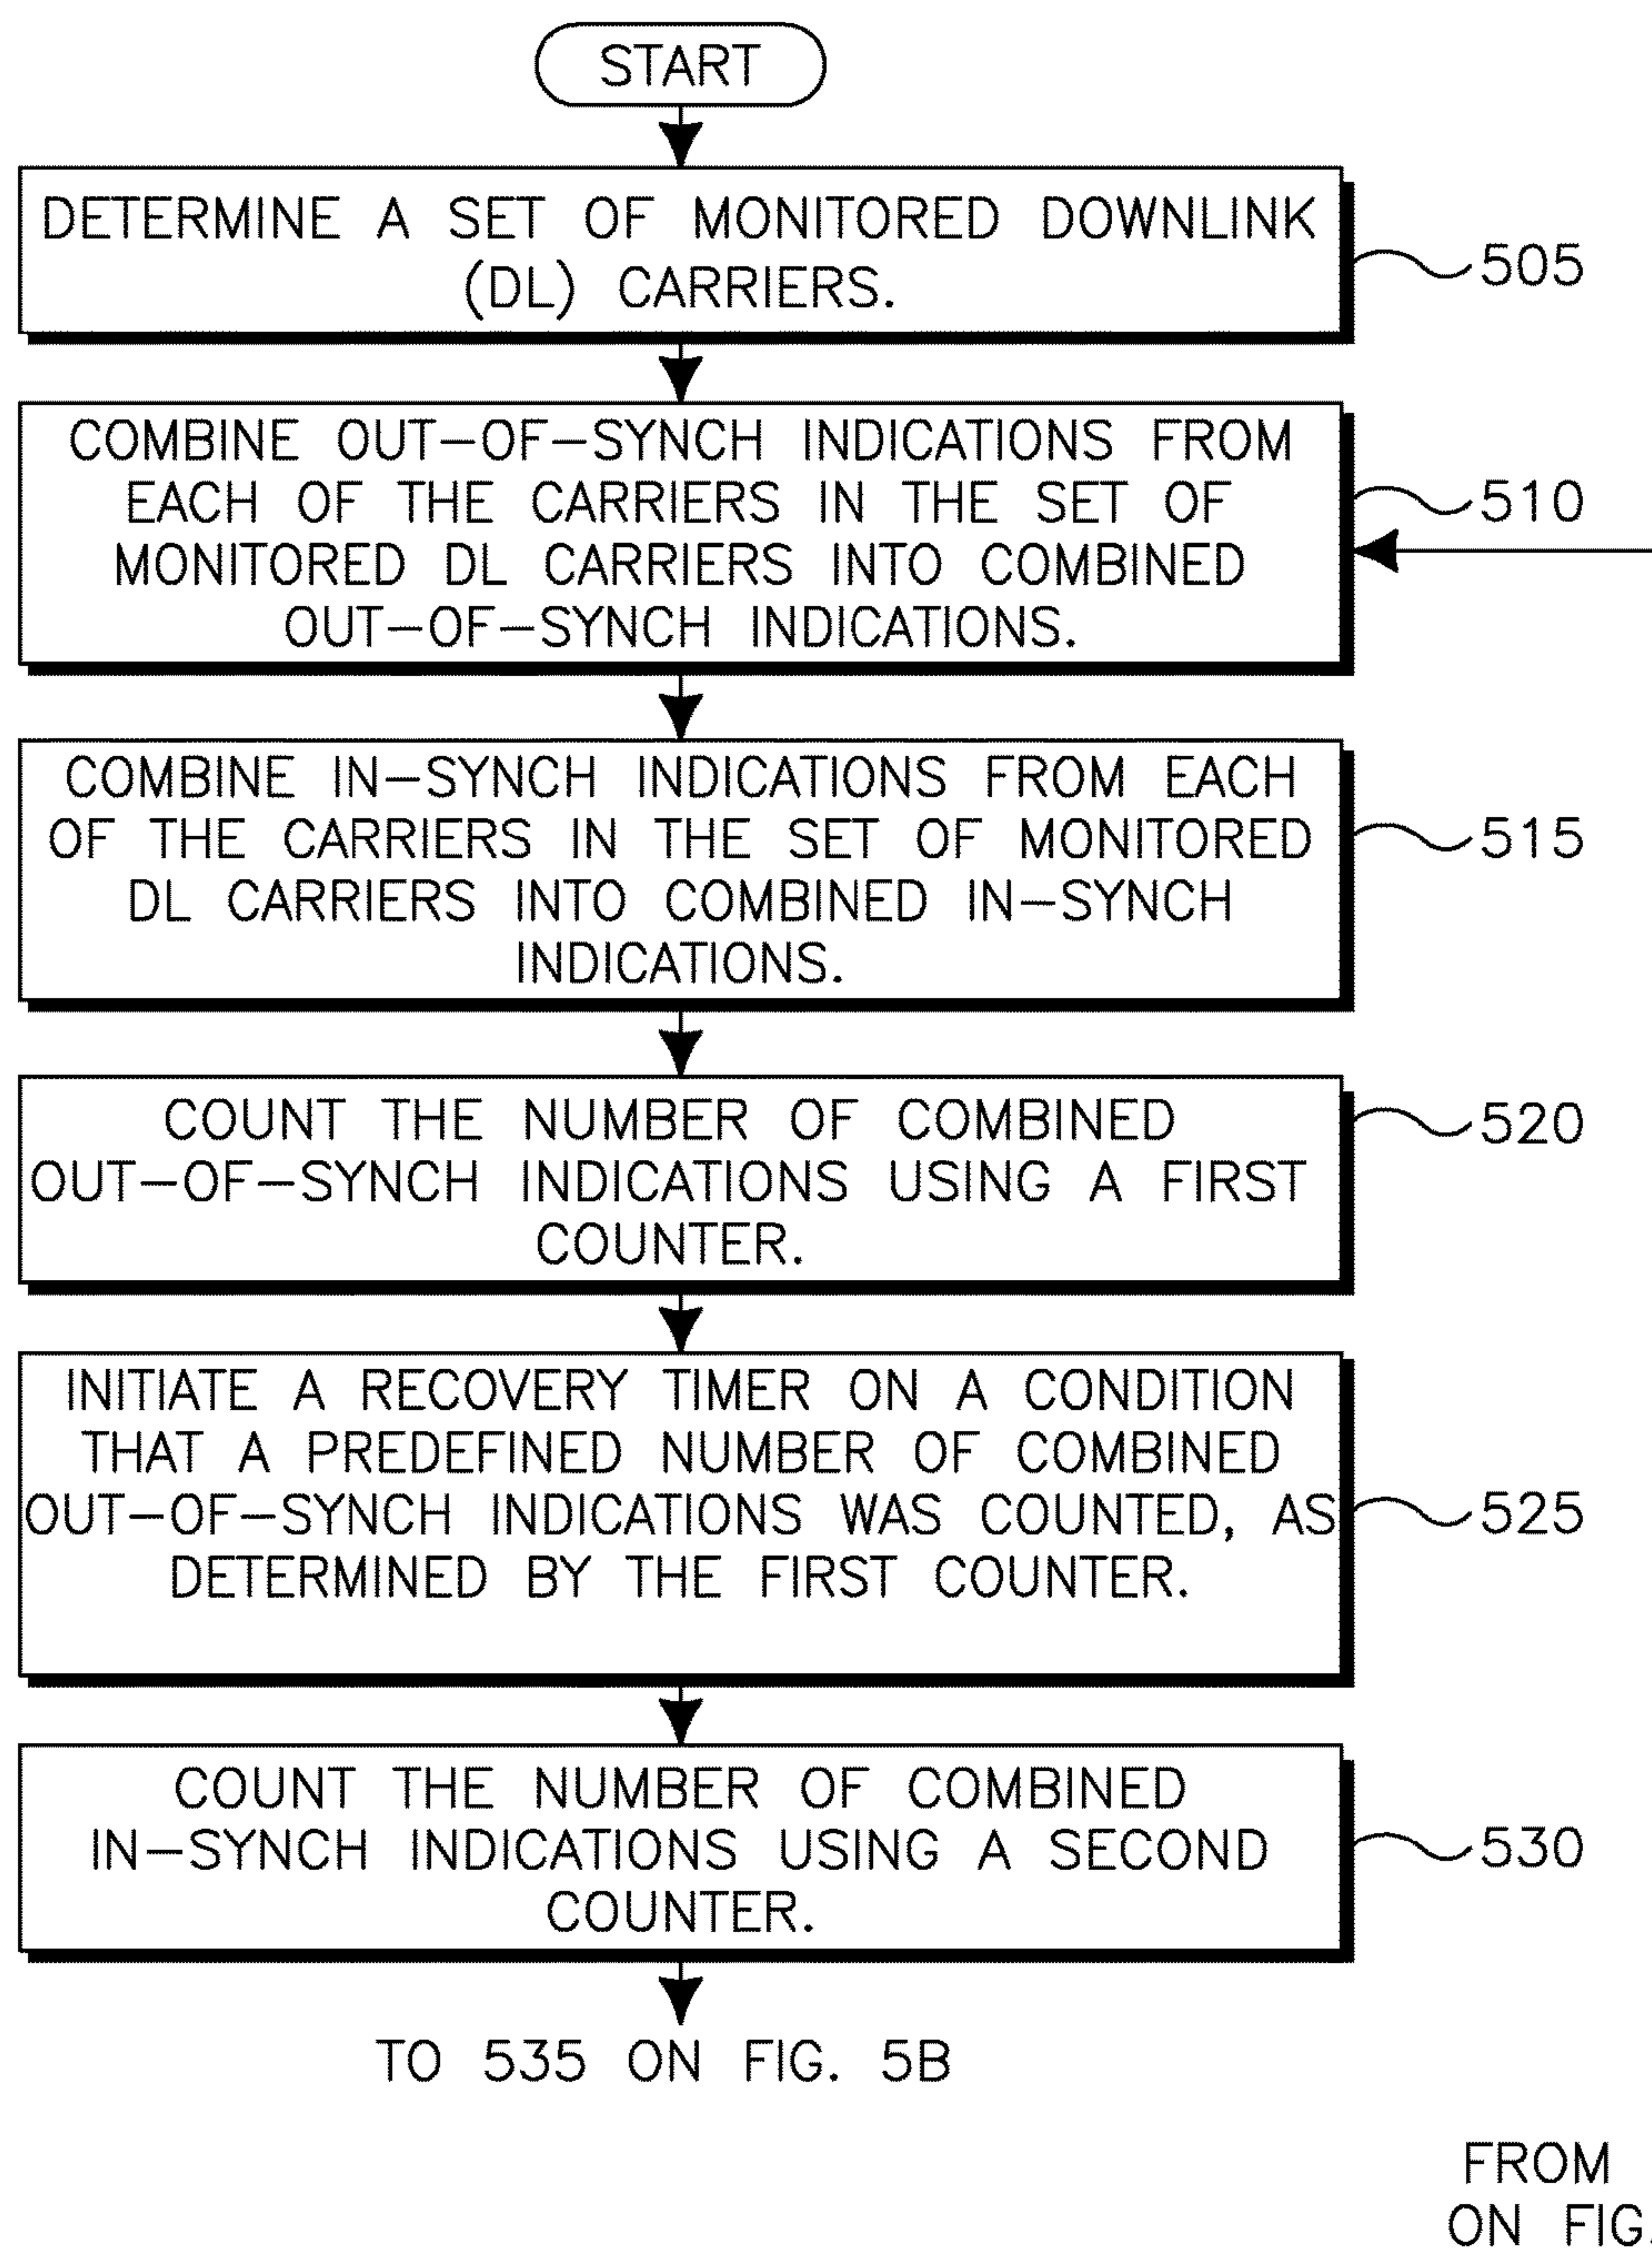 START
DETERMINE A SET OF MONITORED DOWNLINK
(DL) CARRIERS.
505
COMBINE OUT-OF-SYNCH INDICATIONS FROM
EACH OF THE CARRIERS IN THE SET OF
MONITORED DL CARRIERS INTO COMBINED
OUT-OF-SYNCH INDICATIONS.
510
COMBINE IN-SYNCH INDICATIONS FROM EACH
OF THE CARRIERS IN THE SET OF MONITORED
DL CARRIERS INTO COMBINED IN-SYNCH
INDICATIONS.
515
COUNT THE NUMBER OF COMBINED
OUT-OF-SYNCH INDICATIONS USING A FIRST
COUNTER.
520
INITIATE A RECOVERY TIMER ON A CONDITION
THAT A PREDEFINED NUMBER OF COMBINED
OUT-OF-SYNCH INDICATIONS WAS COUNTED, AS
DETERMINED BY THE FIRST COUNTER.
525
COUNT THE NUMBER OF COMBINED
IN-SYNCH INDICATIONS USING A SECOND
COUNTER.
530
TO 535 ON FIG. 5B
FROM
ON FIG.